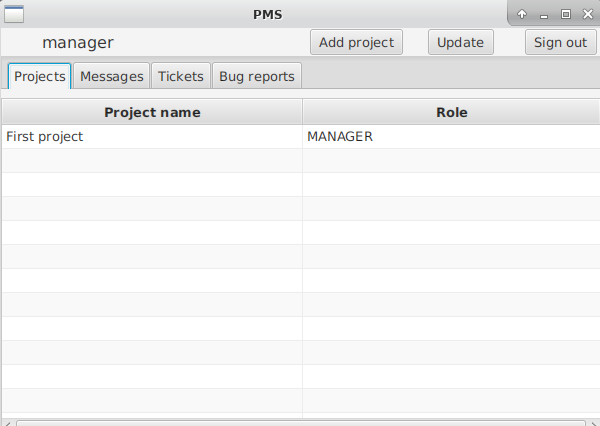 PMS
manager Add project Update Sign out
Projects Messages Tickets Bug reports
Project name Role
First project MANAGER